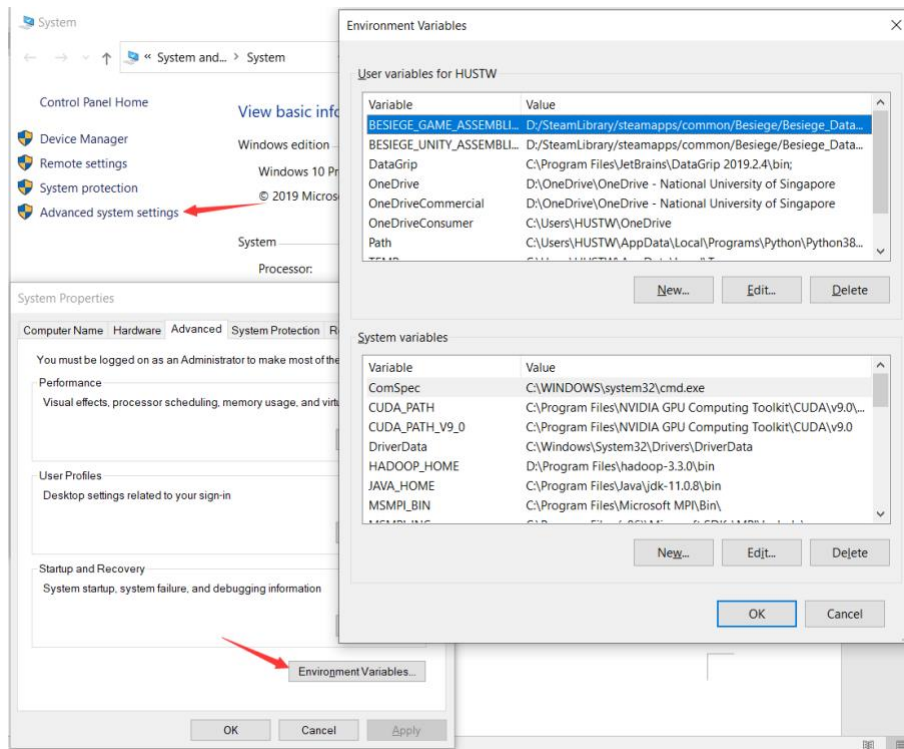 System
« System and... > System
Control Panel Home
Device Manager
Remote settings
System protection
Advanced system settings
View basic info
Windows edition
Windows 10 Pr
© 2019 Micros
System
Processor:
System Properties
Computer Name Hardware Advanced System Protection R
You must be logged on as an Administrator to make most of the
Performance
Visual effects, processor scheduling, memory usage, and virtu
User Profiles
Desktop settings related to your sign-in
Startup and Recovery
System startup, system failure, and debugging information
Environment Variables...
OK Cancel Apply
Environment Variables
User variables for HUSTW
Variable Value
BESIEGE_GAME_ASSEMBLI... D:/SteamLibrary/steamapps/common/Besiege/Besiege_Data...
BESIEGE_UNITY_ASSEMBLI... D:/SteamLibrary/steamapps/common/Besiege/Besiege_Data...
DataGrip C:\Program Files\JetBrains\DataGrip 2019.2.4\bin;
OneDrive D:\OneDrive\OneDrive - National University of Singapore
OneDriveCommercial D:\OneDrive\OneDrive - National University of Singapore
OneDriveConsumer C:\Users\HUSTW\OneDrive
Path C:\Users\HUSTW\AppData\Local\Programs\Python\Python38...
New... Edit... Delete
System variables
Variable Value
ComSpec C:\WINDOWS\system32\cmd.exe
CUDA_PATH C:\Program Files\NVIDIA GPU Computing Toolkit\CUDA\v9.0\...
CUDA_PATH_V9_0 C:\Program Files\NVIDIA GPU Computing Toolkit\CUDA\v9.0
DriverData C:\Windows\System32\Drivers\DriverData
HADOOP_HOME D:\Program Files\hadoop-3.3.0\bin
JAVA_HOME C:\Program Files\Java\jdk-11.0.8\bin
MSMPI_BIN C:\Program Files\Microsoft MPI\Bin\
New... Edit... Delete
OK Cancel